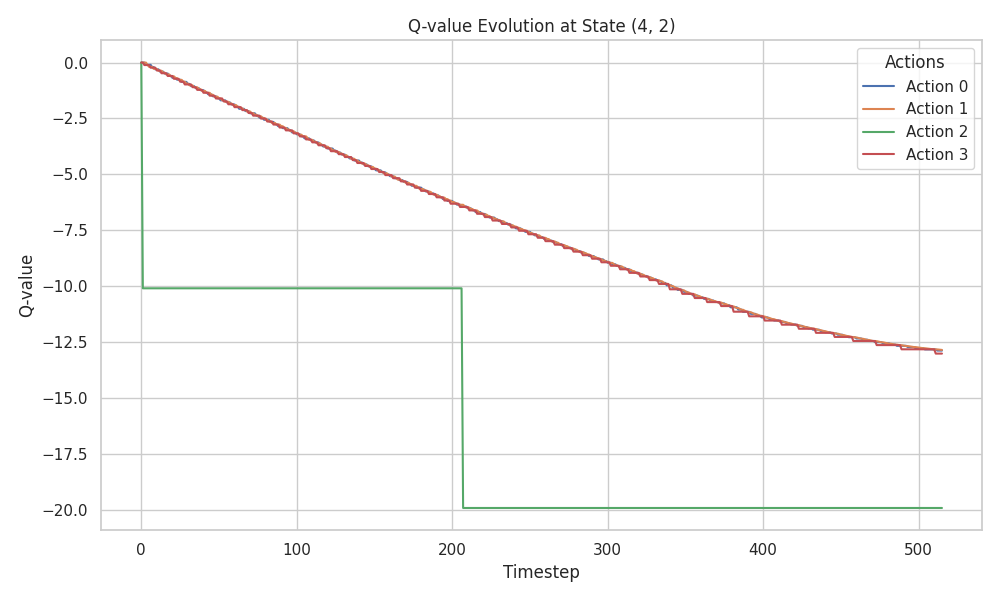 Q-value Evolution at State (4, 2)
Q-value
0.0
−2.5
−5.0
−7.5
−10.0
−12.5
−15.0
−17.5
−20.0
Actions
Action 0
Action 1
Action 2
Action 3
0 100 200 300 400 500
Timestep